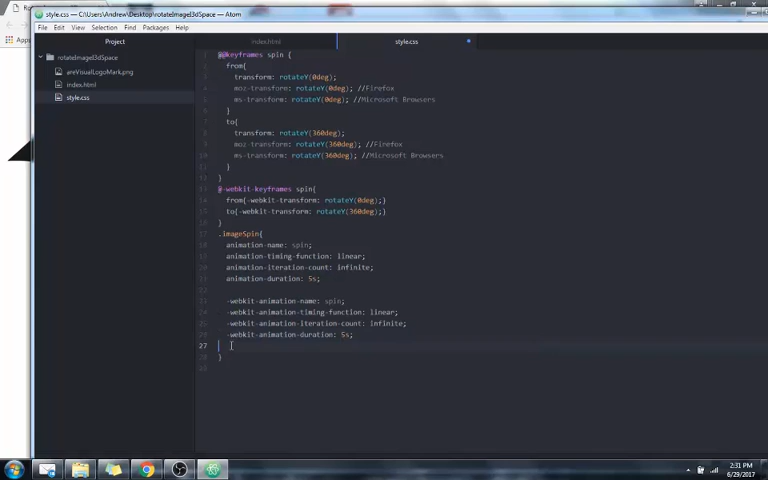 style.css — C:\Users\Andrew\Desktop\rotateImageI3dSpace — Atom
File Edit View Selection Find Packages Help
Project
index.html
style.css
rotateImageI3dSpace
areVisualLogoMark.png
index.html
style.css
@keyframes spin {
from{
transform: rotateY(0deg);
moz-transform: rotateY(0deg); //Firefox
ms-transform: rotateY(0deg); //Microsoft Browsers
}
to{
transform: rotateY(360deg);
moz-transform: rotateY(360deg); //Firefox
ms-transform: rotateY(360deg); //Microsoft Browsers
}
}
@-webkit-keyframes spin{
from{-webkit-transform: rotateY(0deg);}
to{-webkit-transform: rotateY(360deg);}
}
.imageSpin{
animation-name: spin;
animation-timing-function: linear;
animation-iteration-count: infinite;
animation-duration: 5s;
-webkit-animation-name: spin;
-webkit-animation-timing-function: linear;
-webkit-animation-iteration-count: infinite;
-webkit-animation-duration: 5s;
27
}
2:31 PM
6/29/2017